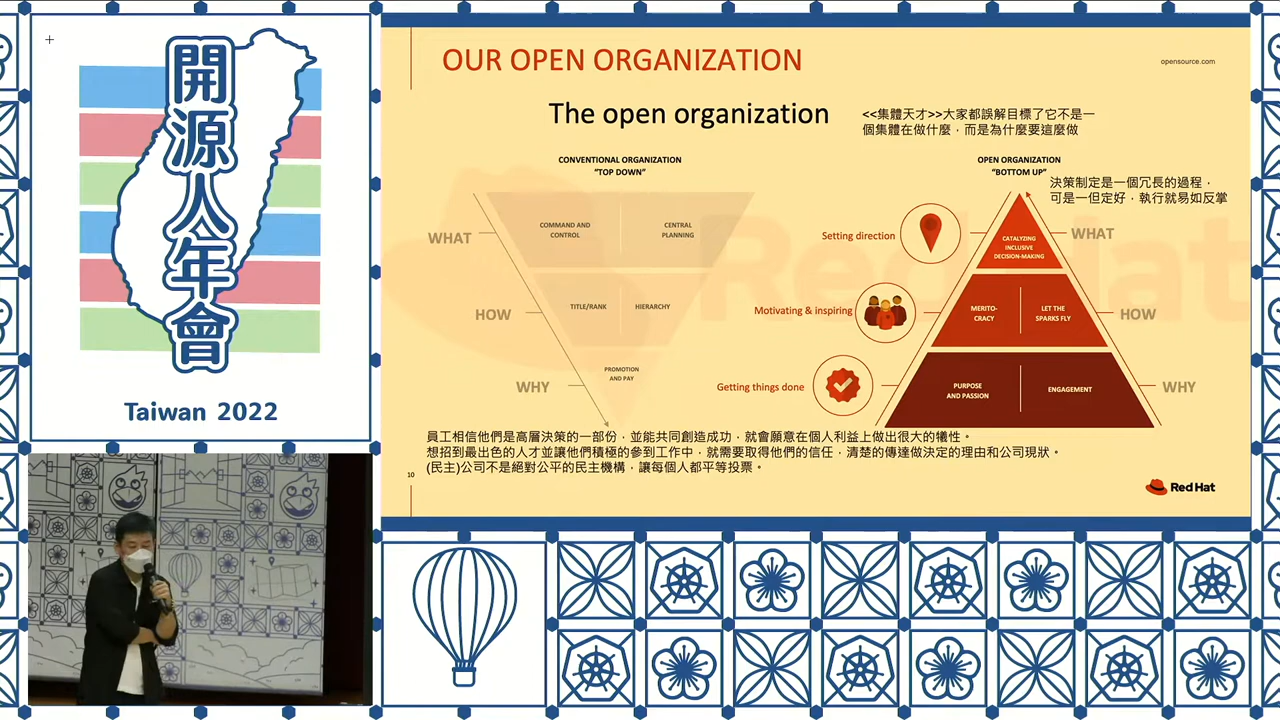 開源人年會
Taiwan 2022
OUR OPEN ORGANIZATION
opensource.com
The open organization
<<集體天才>>大家都誤解目標了它不是一
個集體在做什麼，而是為什麼要這麼做
CONVENTIONAL ORGANIZATION
“TOP DOWN”
OPEN ORGANIZATION
“BOTTOM UP”
決策制定是一個冗長的過程，
可是一但定好，執行就易如反掌
WHAT
COMMAND AND
CONTROL
CENTRAL
PLANNING
HOW
TITLE/RANK
HIERARCHY
WHY
PROMOTION
AND PAY
Setting direction
CATALYZING
INCLUSIVE
DECISION-MAKING
WHAT
Motivating & inspiring
MERITO-
CRACY
LET THE
SPARKS FLY
HOW
Getting things done
PURPOSE
AND PASSION
ENGAGEMENT
WHY
員工相信他們是高層決策的一部份，並能共同創造成功，就會願意在個人利益上做出很大的犧牲。
想招到最出色的人才並讓他們積極的參到工作中，就需要取得他們的信任，清楚的傳達做決定的理由和公司現狀。
(民主)公司不是絕對公平的民主機構，讓每個人都平等投票。
10
Red Hat
Red Hat